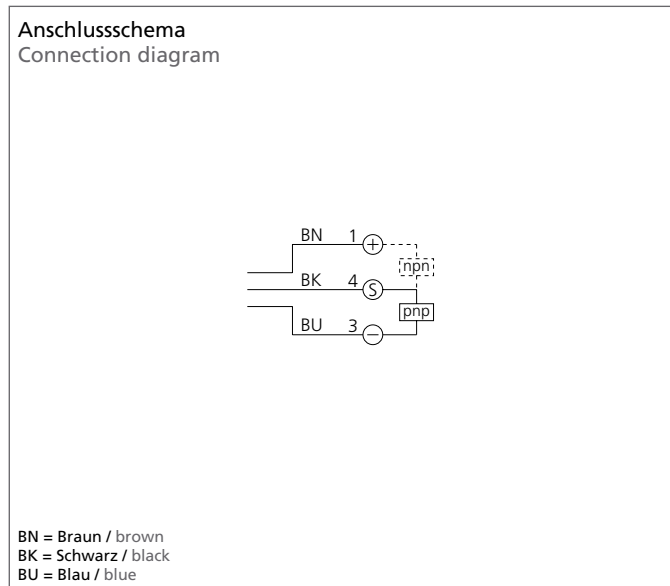 Anschlussschema
Connection diagram
BN 1 +
npn
BK 4 S
pnp
BU 3 −
BN = Braun / brown
BK = Schwarz / black
BU = Blau / blue